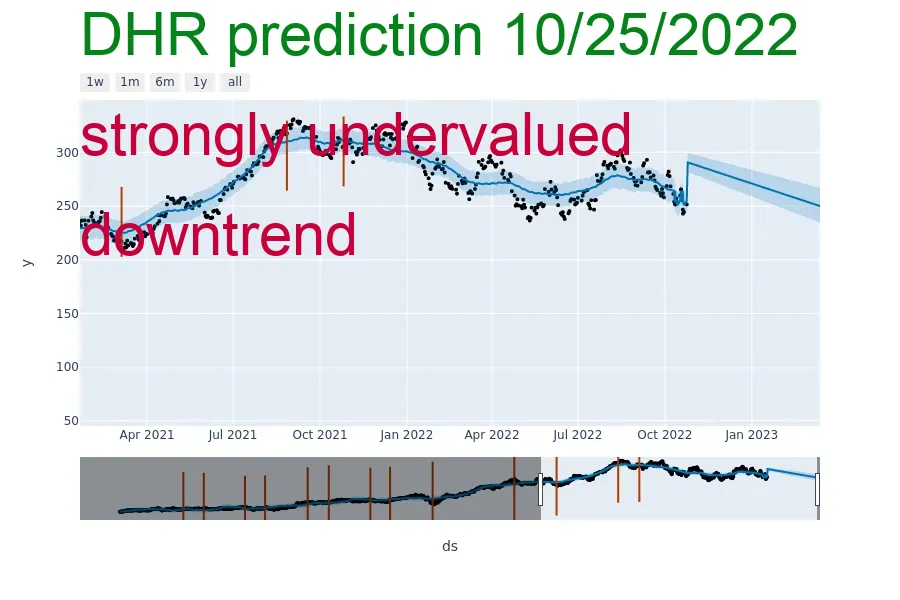 DHR prediction 10/25/2022
1w 1m 6m 1y all
strongly undervalued
300
250
downtrend
200
y
150
100
50
Apr 2021 Jul 2021 Oct 2021 Jan 2022 Apr 2022 Jul 2022 Oct 2022 Jan 2023
ds